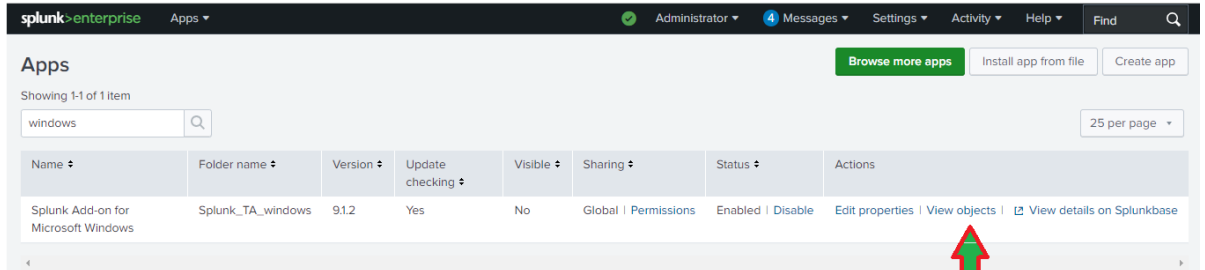 splunk>enterprise Apps Administrator 4 Messages Settings Activity Help Find
Apps Browse more apps Install app from file Create app
Showing 1-1 of 1 item
windows 25 per page
Name Folder name Version Update checking Visible Sharing Status Actions
Splunk Add-on for Microsoft Windows Splunk_TA_windows 9.1.2 Yes No Global | Permissions Enabled | Disable Edit properties | View objects | View details on Splunkbase